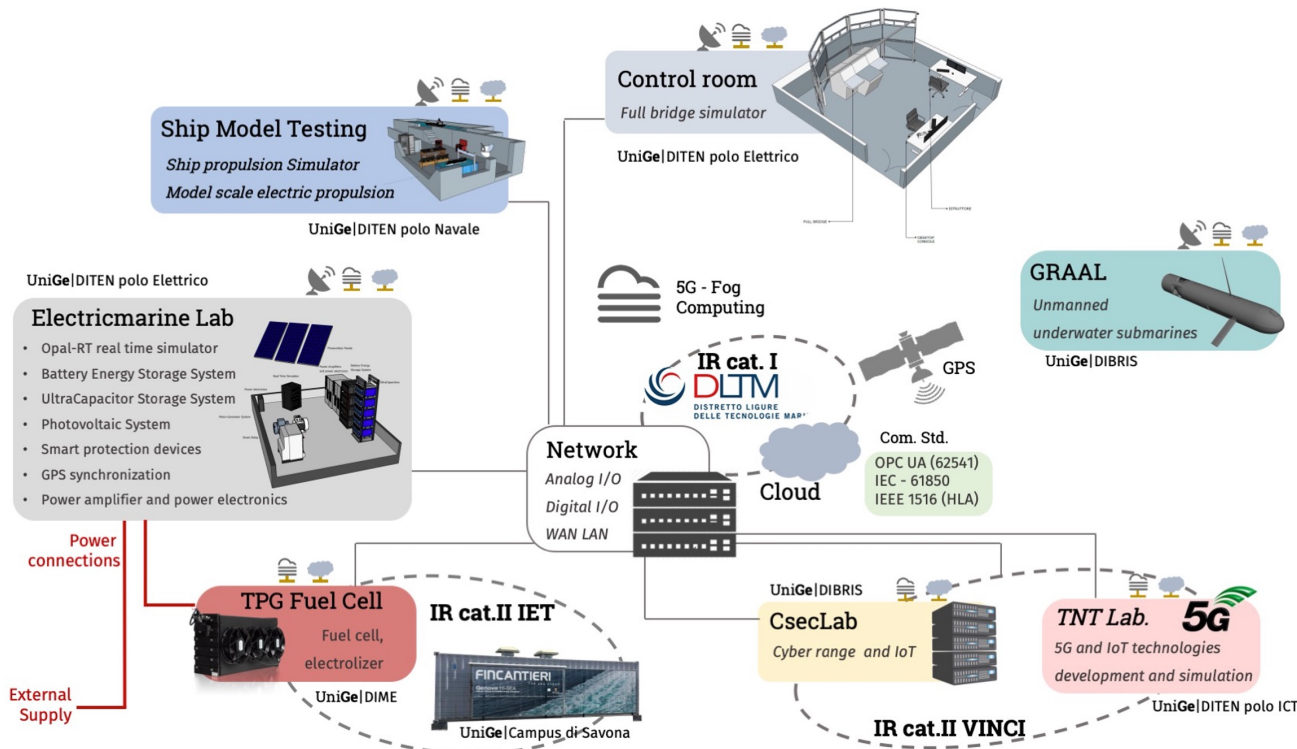 Control room
Full bridge simulator
UniGe|DITEN polo Elettrico
FULL BRIDGE
DESKTOP
CONSOLE
Ship Model Testing
Ship propulsion Simulator
Model scale electric propulsion
UniGe|DITEN polo Navale
UniGe|DITEN polo Elettrico
Electricmarine Lab
• Opal-RT real time simulator
• Battery Energy Storage System
• UltraCapacitor Storage System
• Photovoltaic System
• Smart protection devices
• GPS synchronization
• Power amplifier and power electronics
5G - Fog
Computing
GRAAL
Unmanned
underwater submarines
UniGe|DIBRIS
IR cat. I
DLTM
DISTRETTO LIGURE
DELLE TECNOLOGIE MAR
GPS
Network
Analog I/O
Digital I/O
WAN LAN
Cloud
Com. Std.
OPC UA (62541)
IEC - 61850
IEEE 1516 (HLA)
Power
connections
External
Supply
TPG Fuel Cell
Fuel cell,
electrolizer
UniGe|DIME
IR cat.II IET
FINCANTIERI
UniGe|Campus di Savona
UniGe|DIBRIS
CsecLab
Cyber range and IoT
TNT Lab.
5G
5G and IoT technologies
development and simulation
UniGe|DITEN polo ICT
IR cat.II VINCI